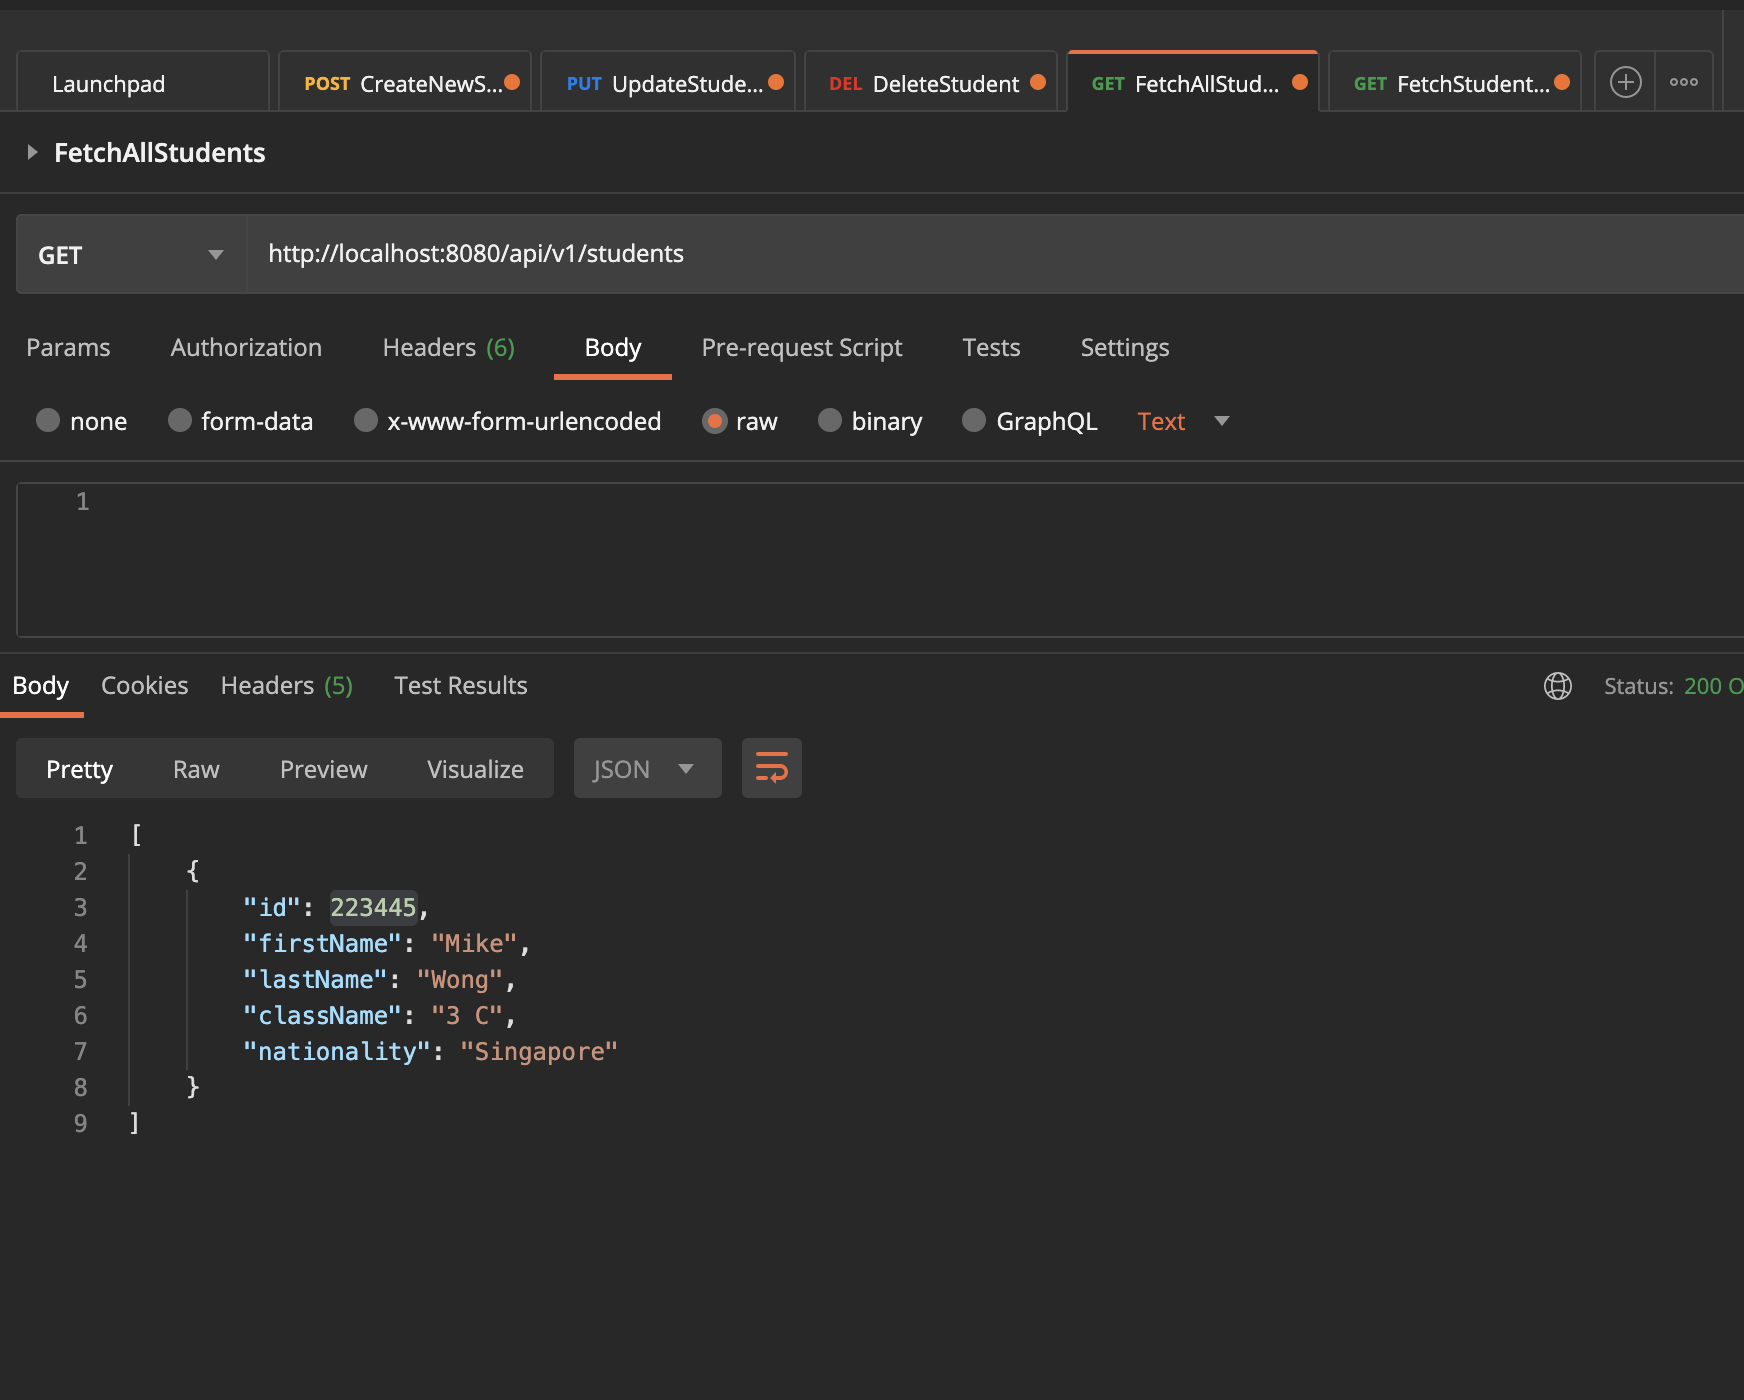 Launchpad POST CreateNewS... PUT UpdateStude... DEL DeleteStudent GET FetchAllStud... GET FetchStudent...
FetchAllStudents
GET http://localhost:8080/api/v1/students
Params Authorization Headers (6) Body Pre-request Script Tests Settings
none form-data x-www-form-urlencoded raw binary GraphQL Text
1
Body Cookies Headers (5) Test Results Status: 200 O
Pretty Raw Preview Visualize JSON
1 [
2 {
3 "id": 223445,
4 "firstName": "Mike",
5 "lastName": "Wong",
6 "className": "3 C",
7 "nationality": "Singapore"
8 }
9 ]